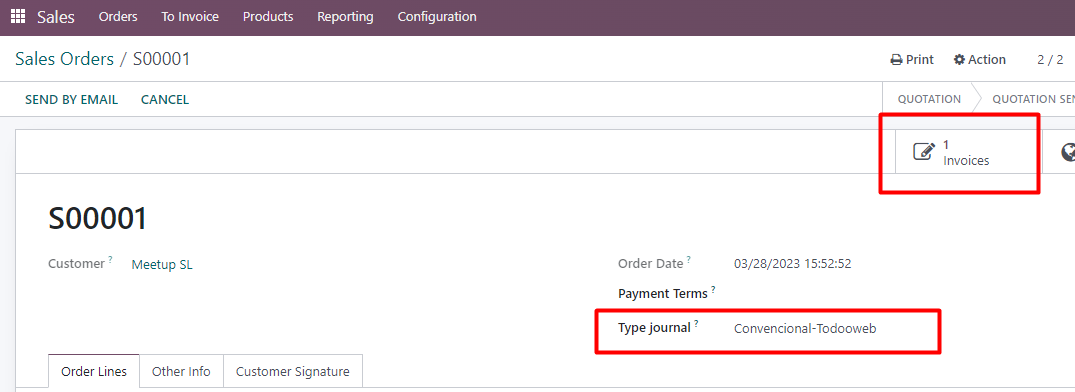 Sales Orders To Invoice Products Reporting Configuration
Sales Orders / S00001 Print Action 2 / 2
SEND BY EMAIL CANCEL QUOTATION QUOTATION SEN
1
Invoices
S00001
Customer ? Meetup SL Order Date ? 03/28/2023 15:52:52
Payment Terms ?
Type journal ? Convencional-Todooweb
Order Lines Other Info Customer Signature